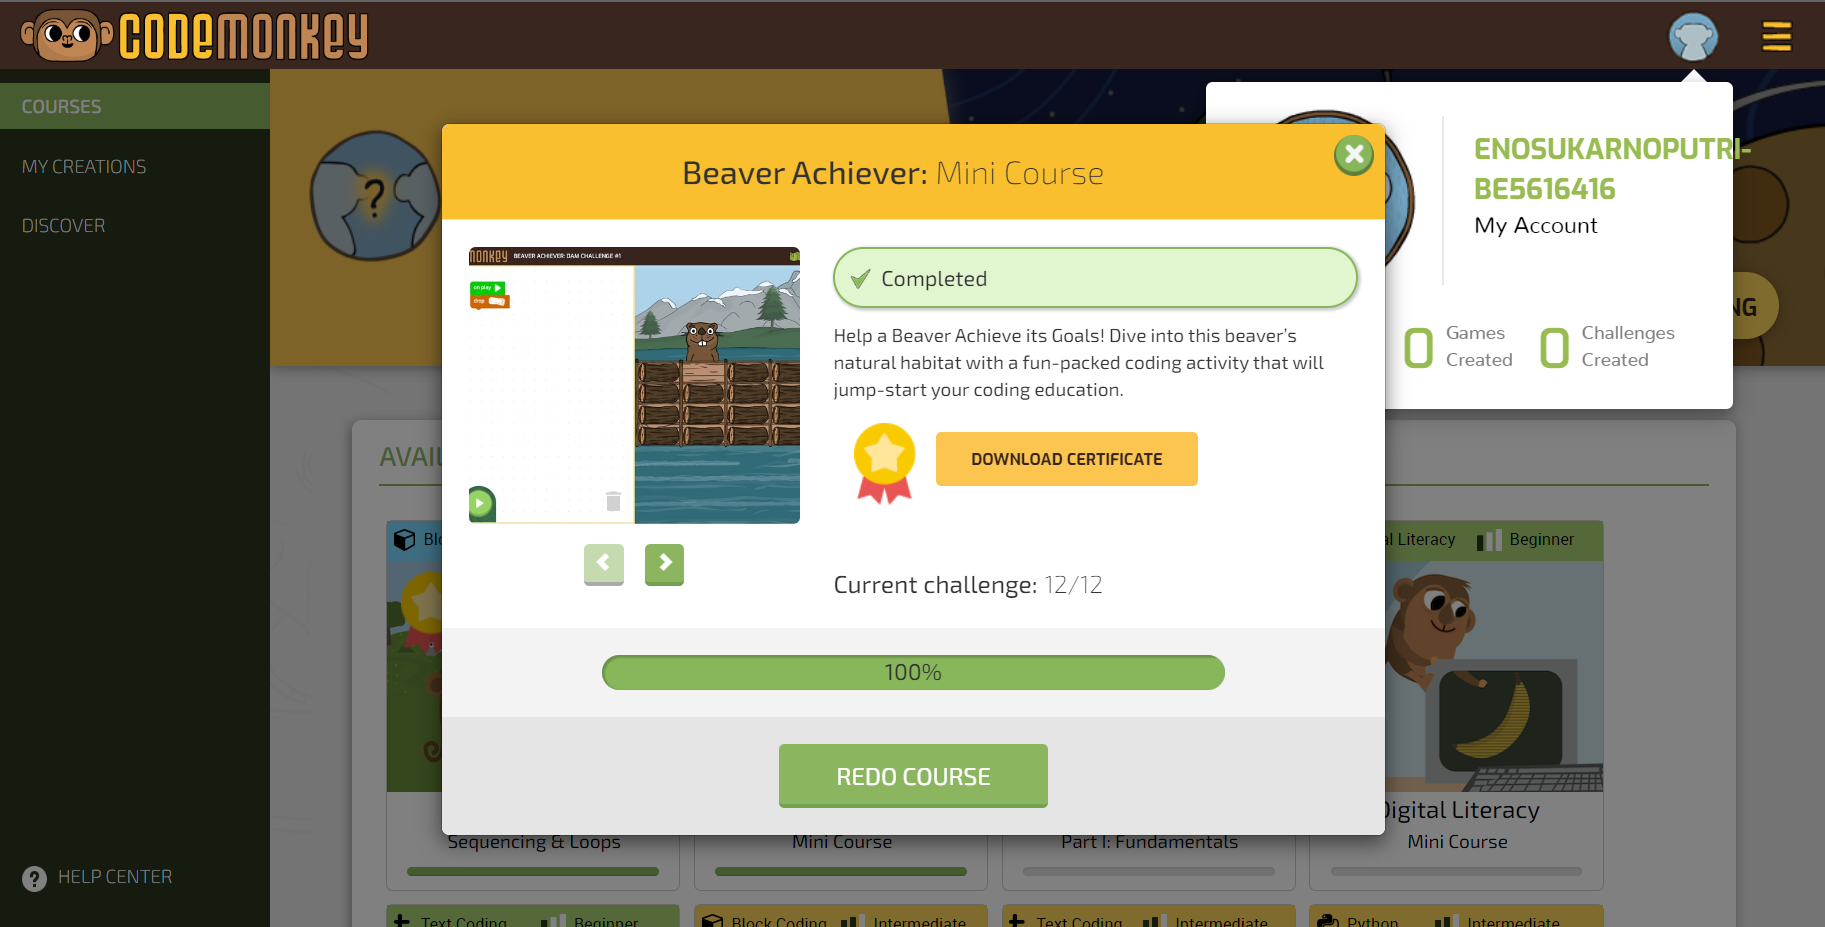 CODEMONKEY
COURSES
MY CREATIONS
DISCOVER
HELP CENTER
?
ENOSUKARNOPUTRI-
BE5616416
My Account
0 Games Created
0 Challenges Created
NG
Beaver Achiever: Mini Course
MONKEY BEAVER ACHIEVER: DAM CHALLENGE #1
on play
drop
Completed
Help a Beaver Achieve its Goals! Dive into this beaver's
natural habitat with a fun-packed coding activity that will
jump-start your coding education.
DOWNLOAD CERTIFICATE
Current challenge: 12/12
100%
REDO COURSE
AVAIL
Blo
al Literacy Beginner
Digital Literacy
Sequencing & Loops
Mini Course
Part I: Fundamentals
Mini Course
Text Coding Beginner
Block Coding Intermediate
Text Coding Intermediate
Python Intermediate